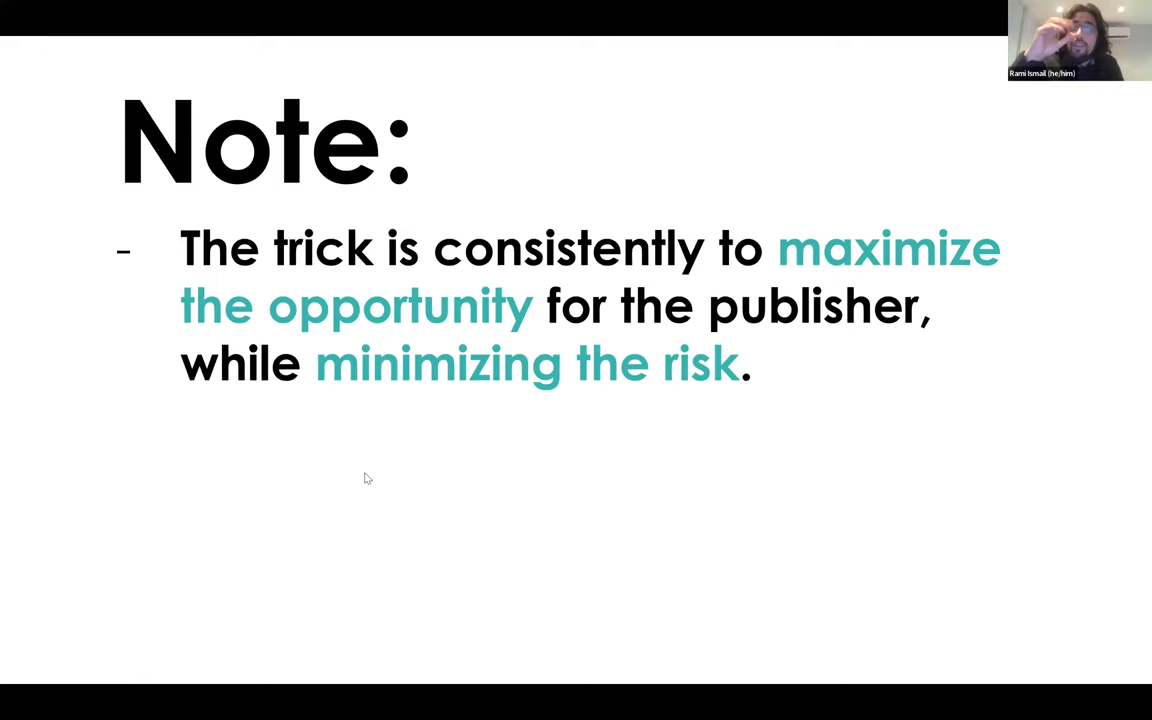 Rami Ismail (he/him)
Note:
- The trick is consistently to maximize
the opportunity for the publisher,
while minimizing the risk.